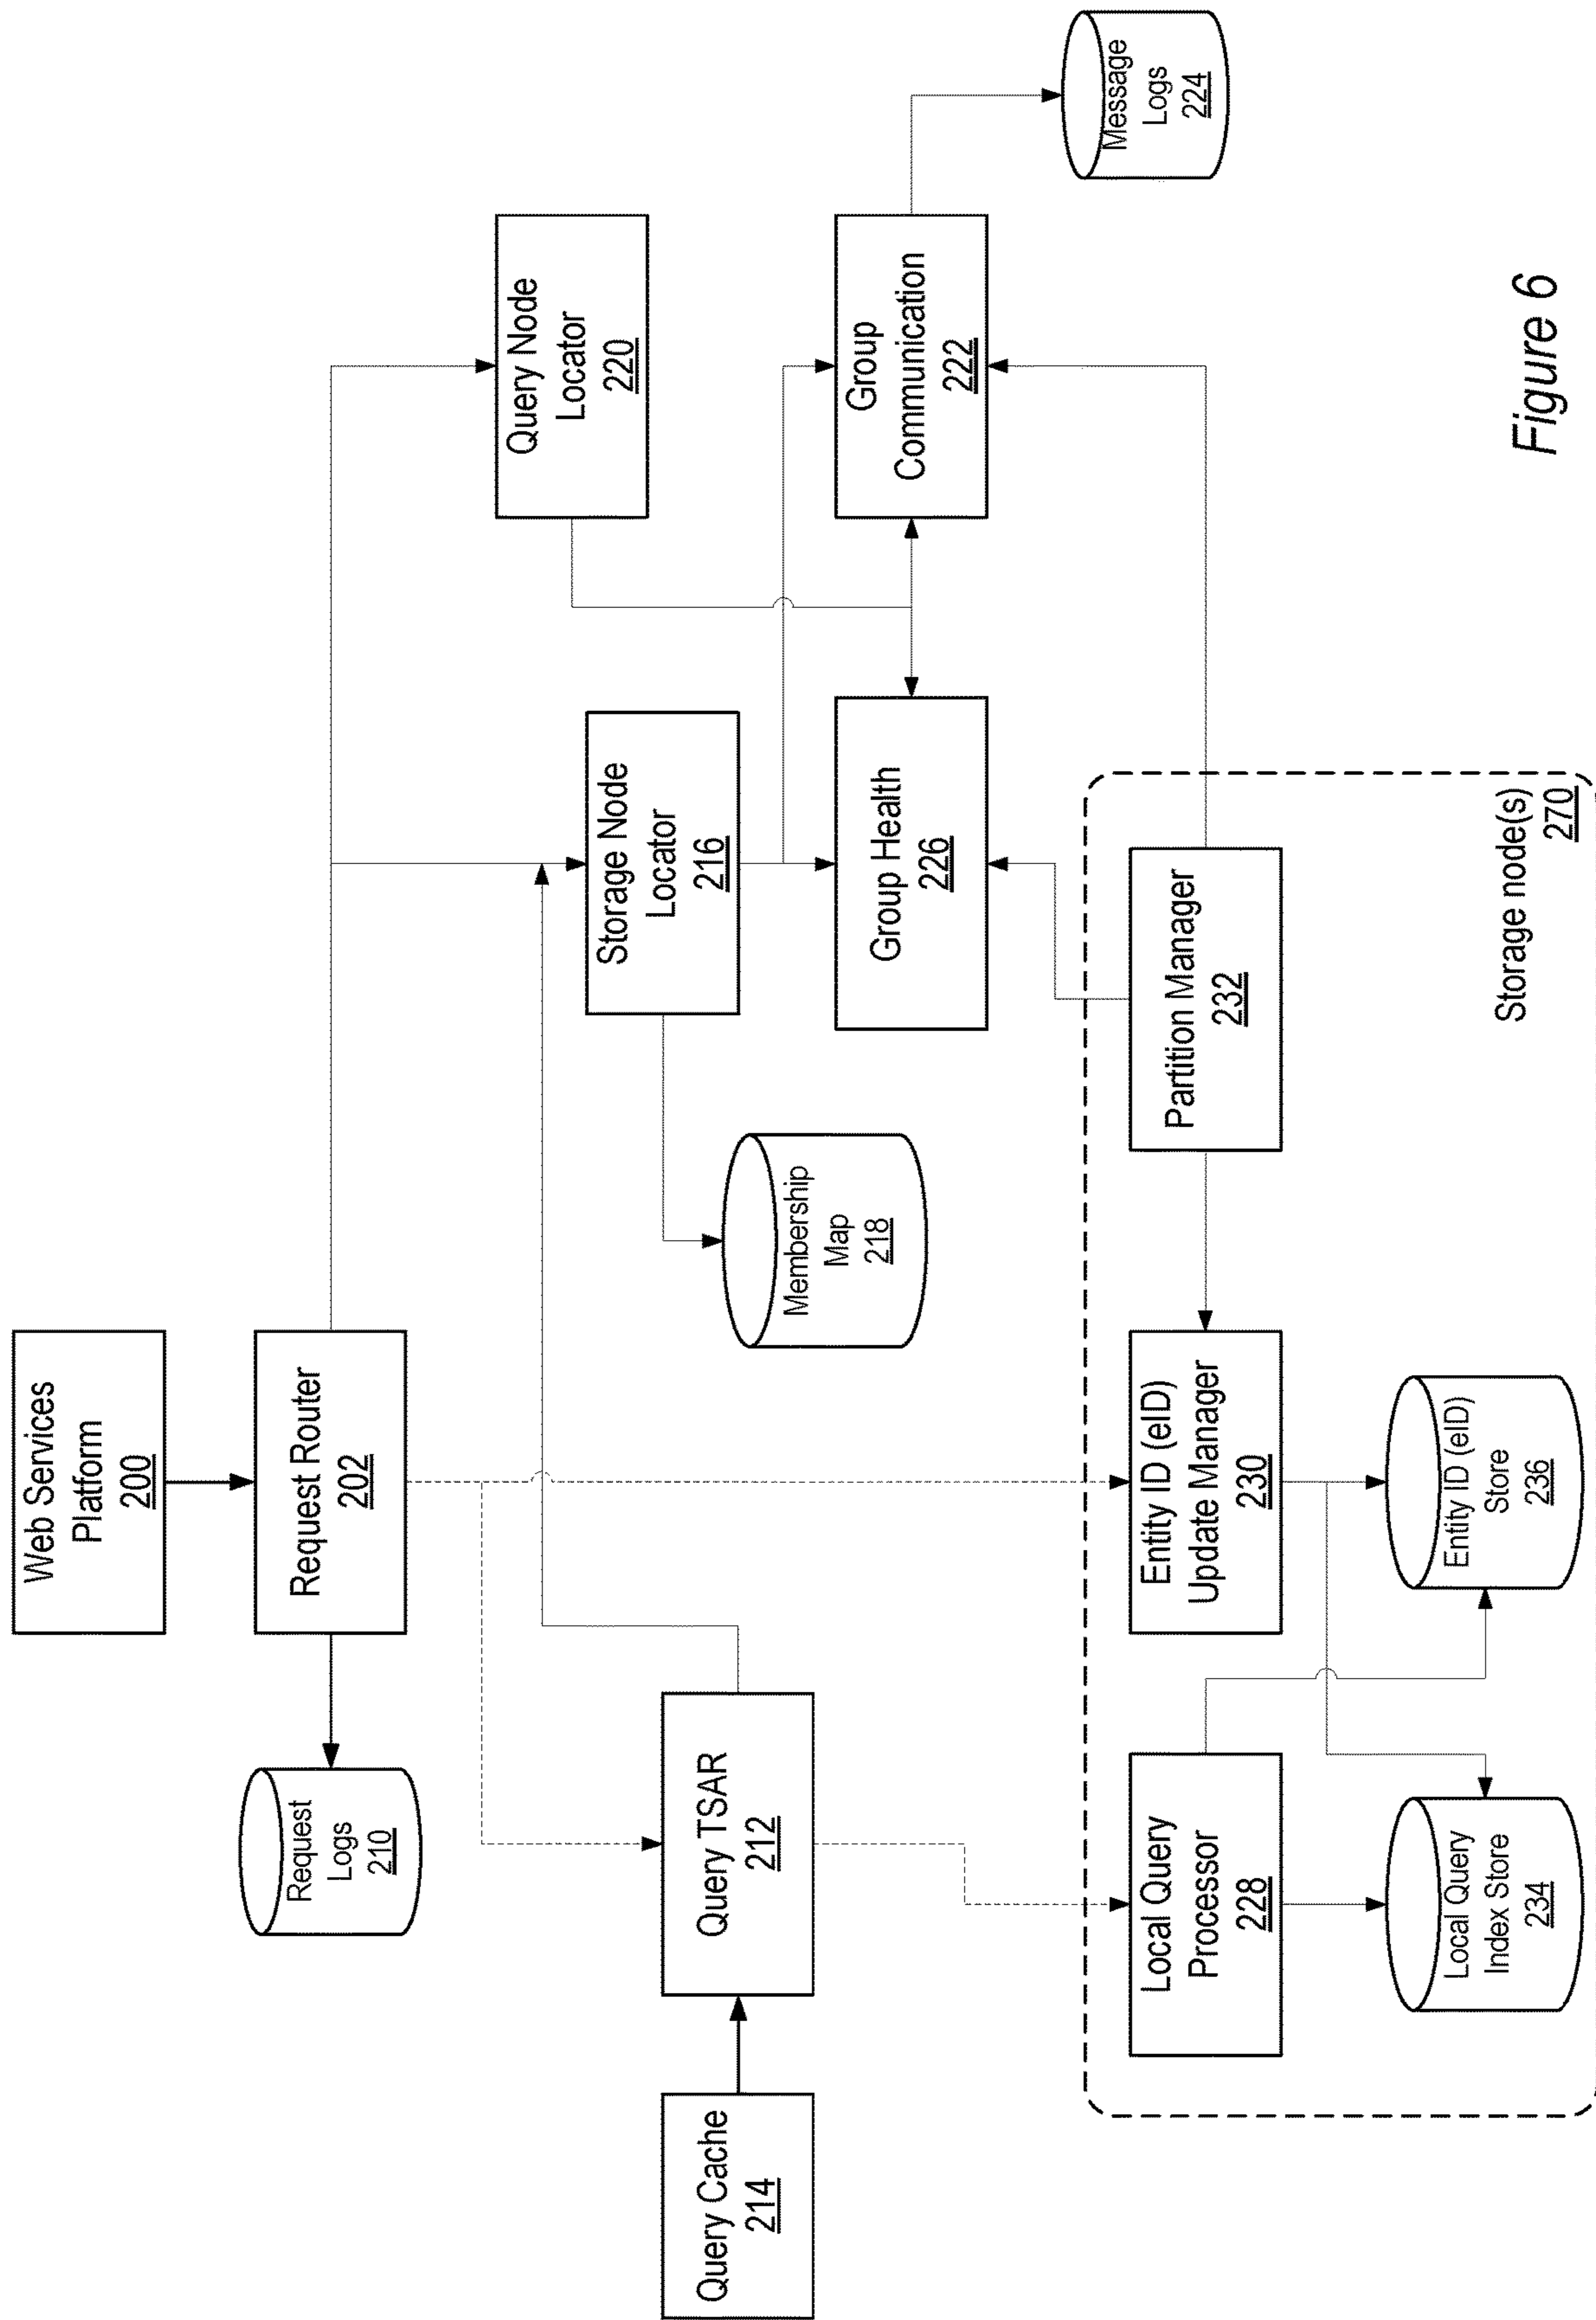 Web Services
Platform
200
Request Router
202
Request
Logs
210
Query Cache
214
Query TSAR
212
Membership
Map
218
Storage Node
Locator
216
Query Node
Locator
220
Group Health
226
Group
Communication
222
Message
Logs
224
Local Query
Processor
228
Entity ID (eID)
Update Manager
230
Partition Manager
232
Local Query
Index Store
234
Entity ID (eID)
Store
236
Storage node(s)
270
Figure 6